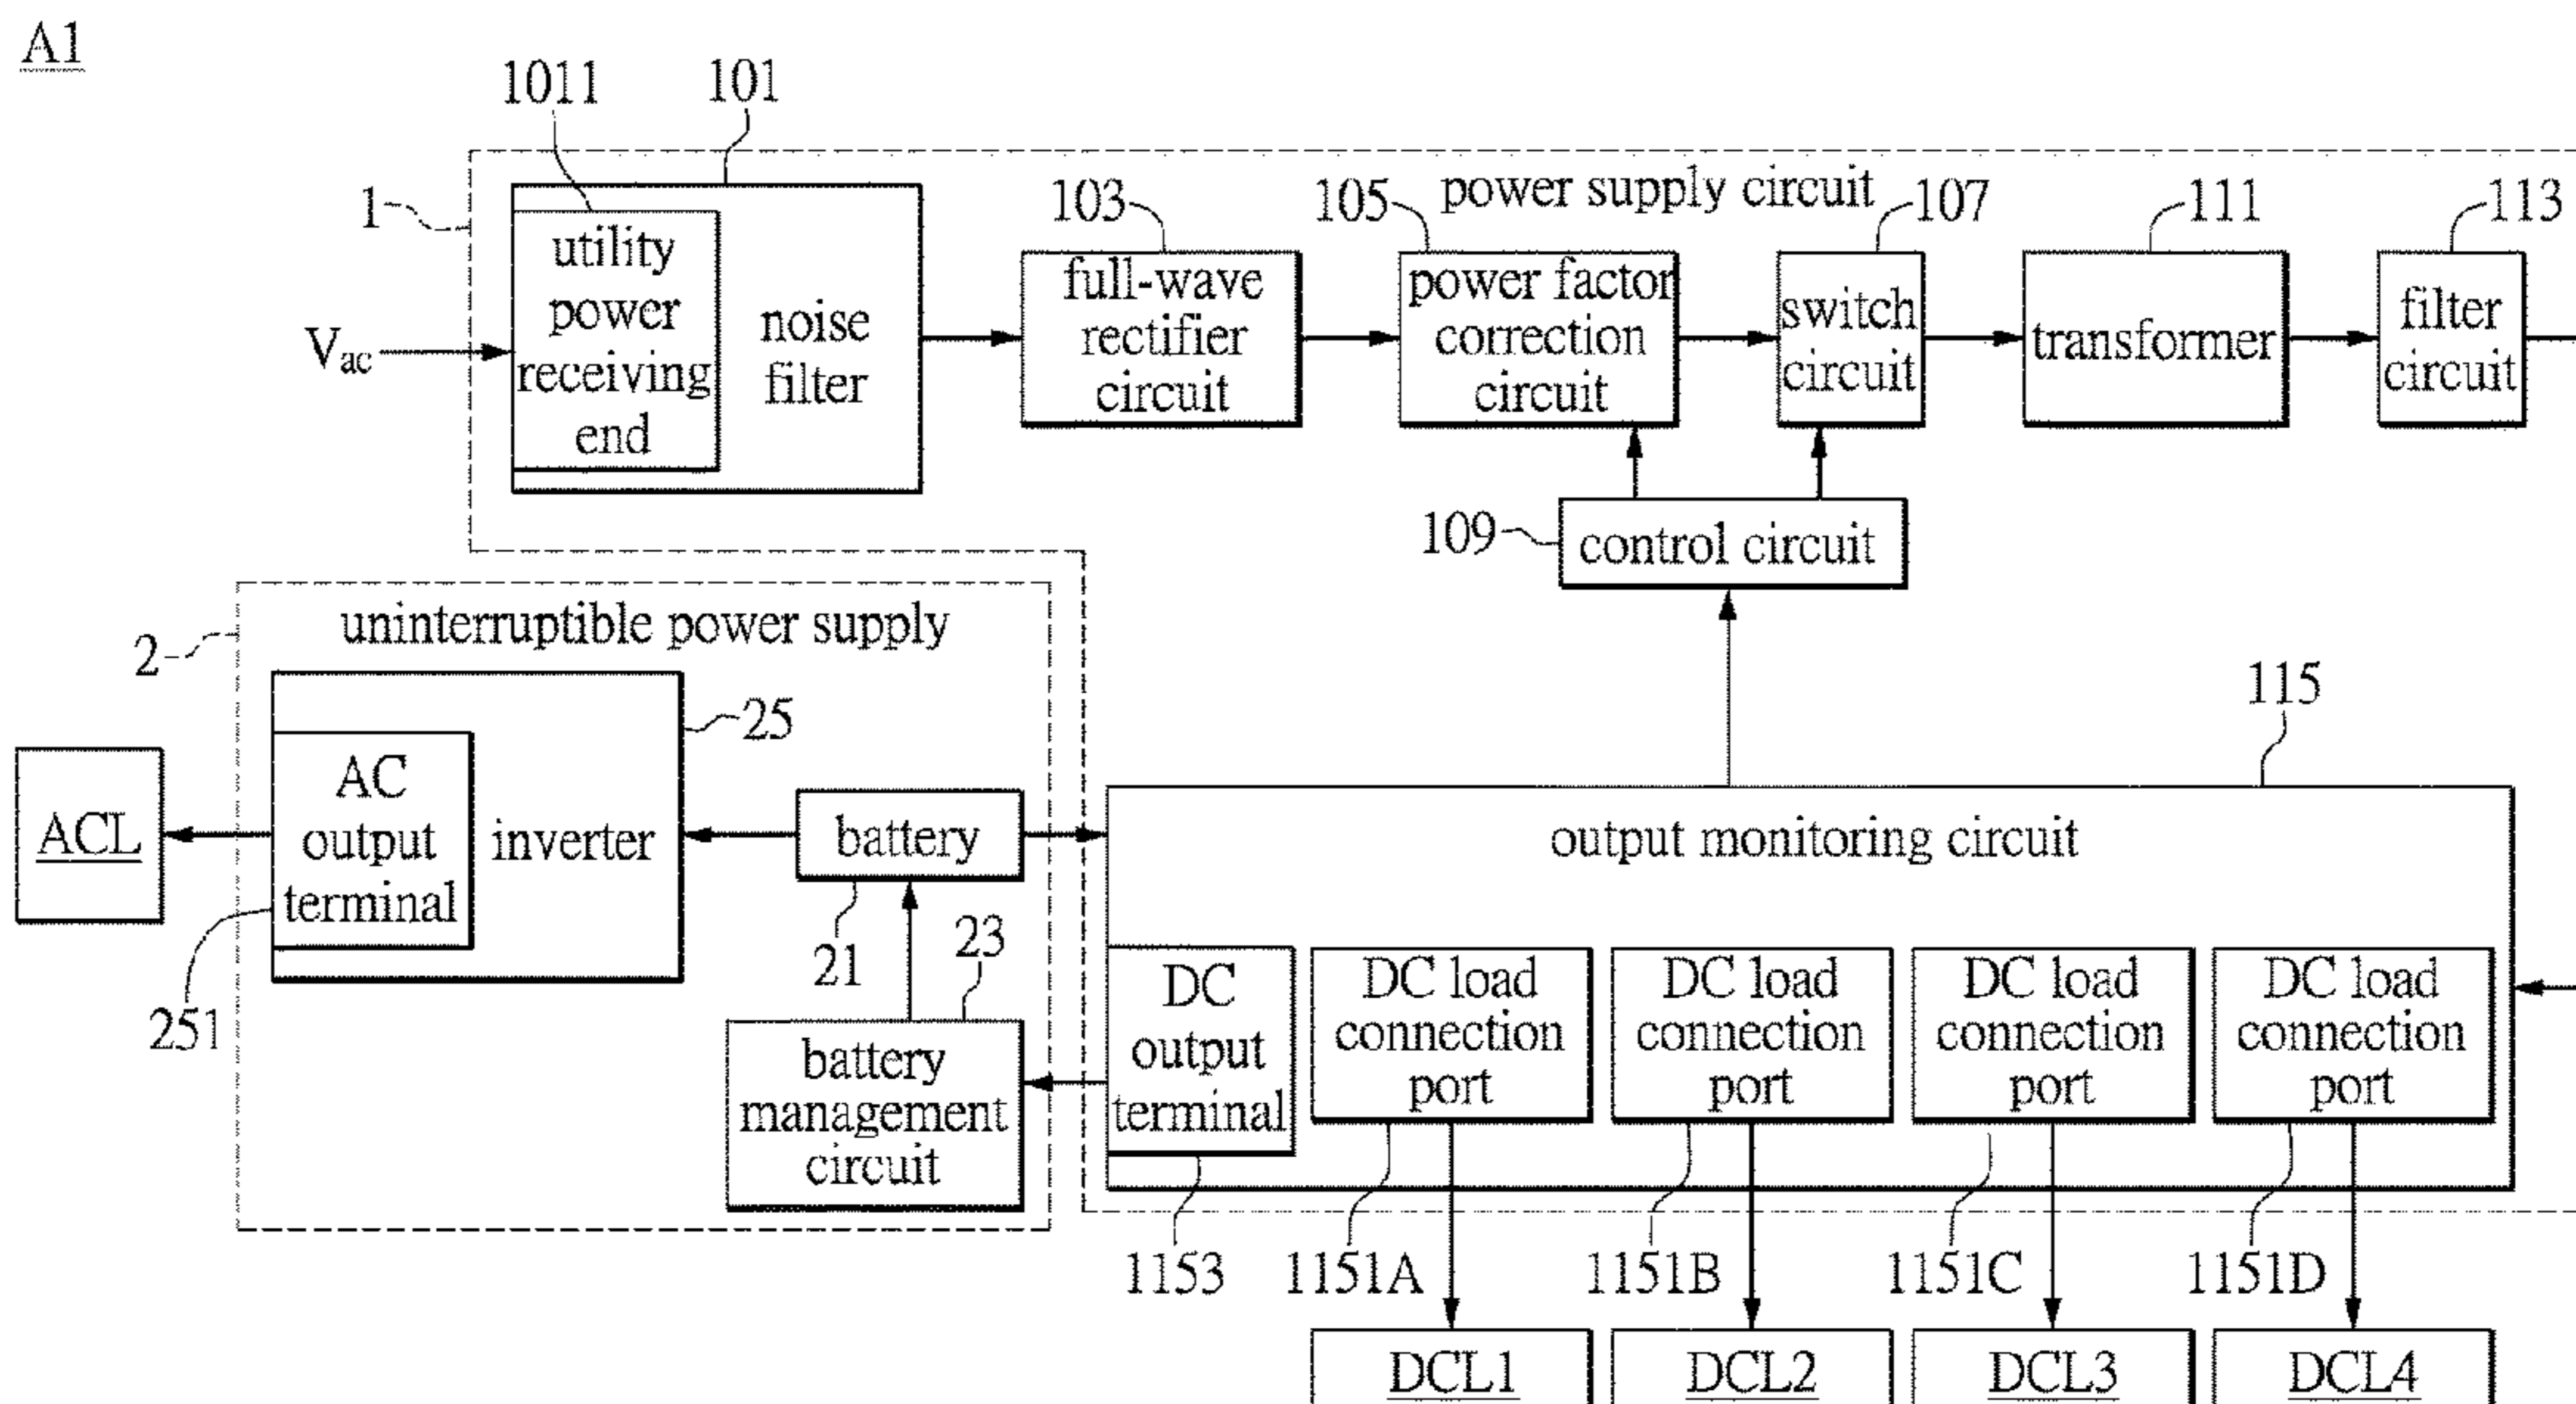 A1
1011
101
1
power supply circuit
103
105
107
111
113
utility
power
receiving
end
noise
filter
full-wave
rectifier
circuit
power factor
correction
circuit
switch
circuit
transformer
filter
circuit
Vac
109
control circuit
2
uninterruptible power supply
25
115
ACL
AC
output
terminal
inverter
battery
output monitoring circuit
251
21
23
battery
management
circuit
DC
output
terminal
DC load
connection
port
DC load
connection
port
DC load
connection
port
DC load
connection
port
1153
1151A
1151B
1151C
1151D
DCL1
DCL2
DCL3
DCL4